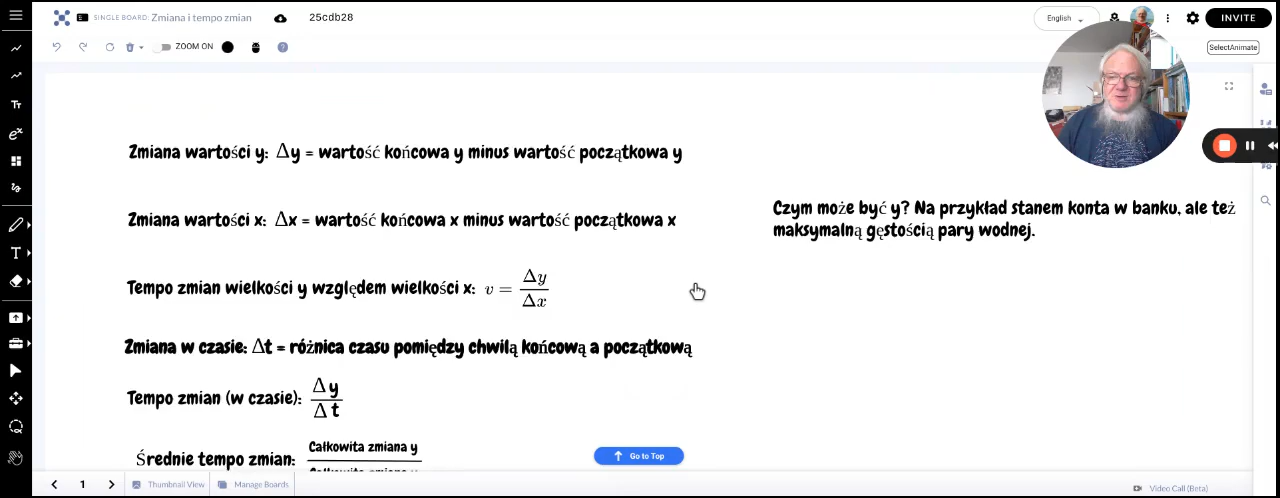 SINGLE BOARD: Zmiana i tempo zmian
25cdb28
English
INVITE
ZOOM ON
SelectAnimate
Zmiana wartości y: Δy = wartość końcowa y minus wartość początkowa y
Zmiana wartości x: Δx = wartość końcowa x minus wartość początkowa x
Czym może być y? Na przykład stanem konta w banku, ale też
maksymalną gęstością pary wodnej.
Tempo zmian wielkości y względem wielkości x: v = Δy/Δx
Zmiana w czasie: Δt = różnica czasu pomiędzy chwilą końcową a początkową
Tempo zmian (w czasie): Δy/Δt
Średnie tempo zmian: Całkowita zmiana y
Go to Top
1
Thumbnail View
Manage Boards
Video Call (Beta)